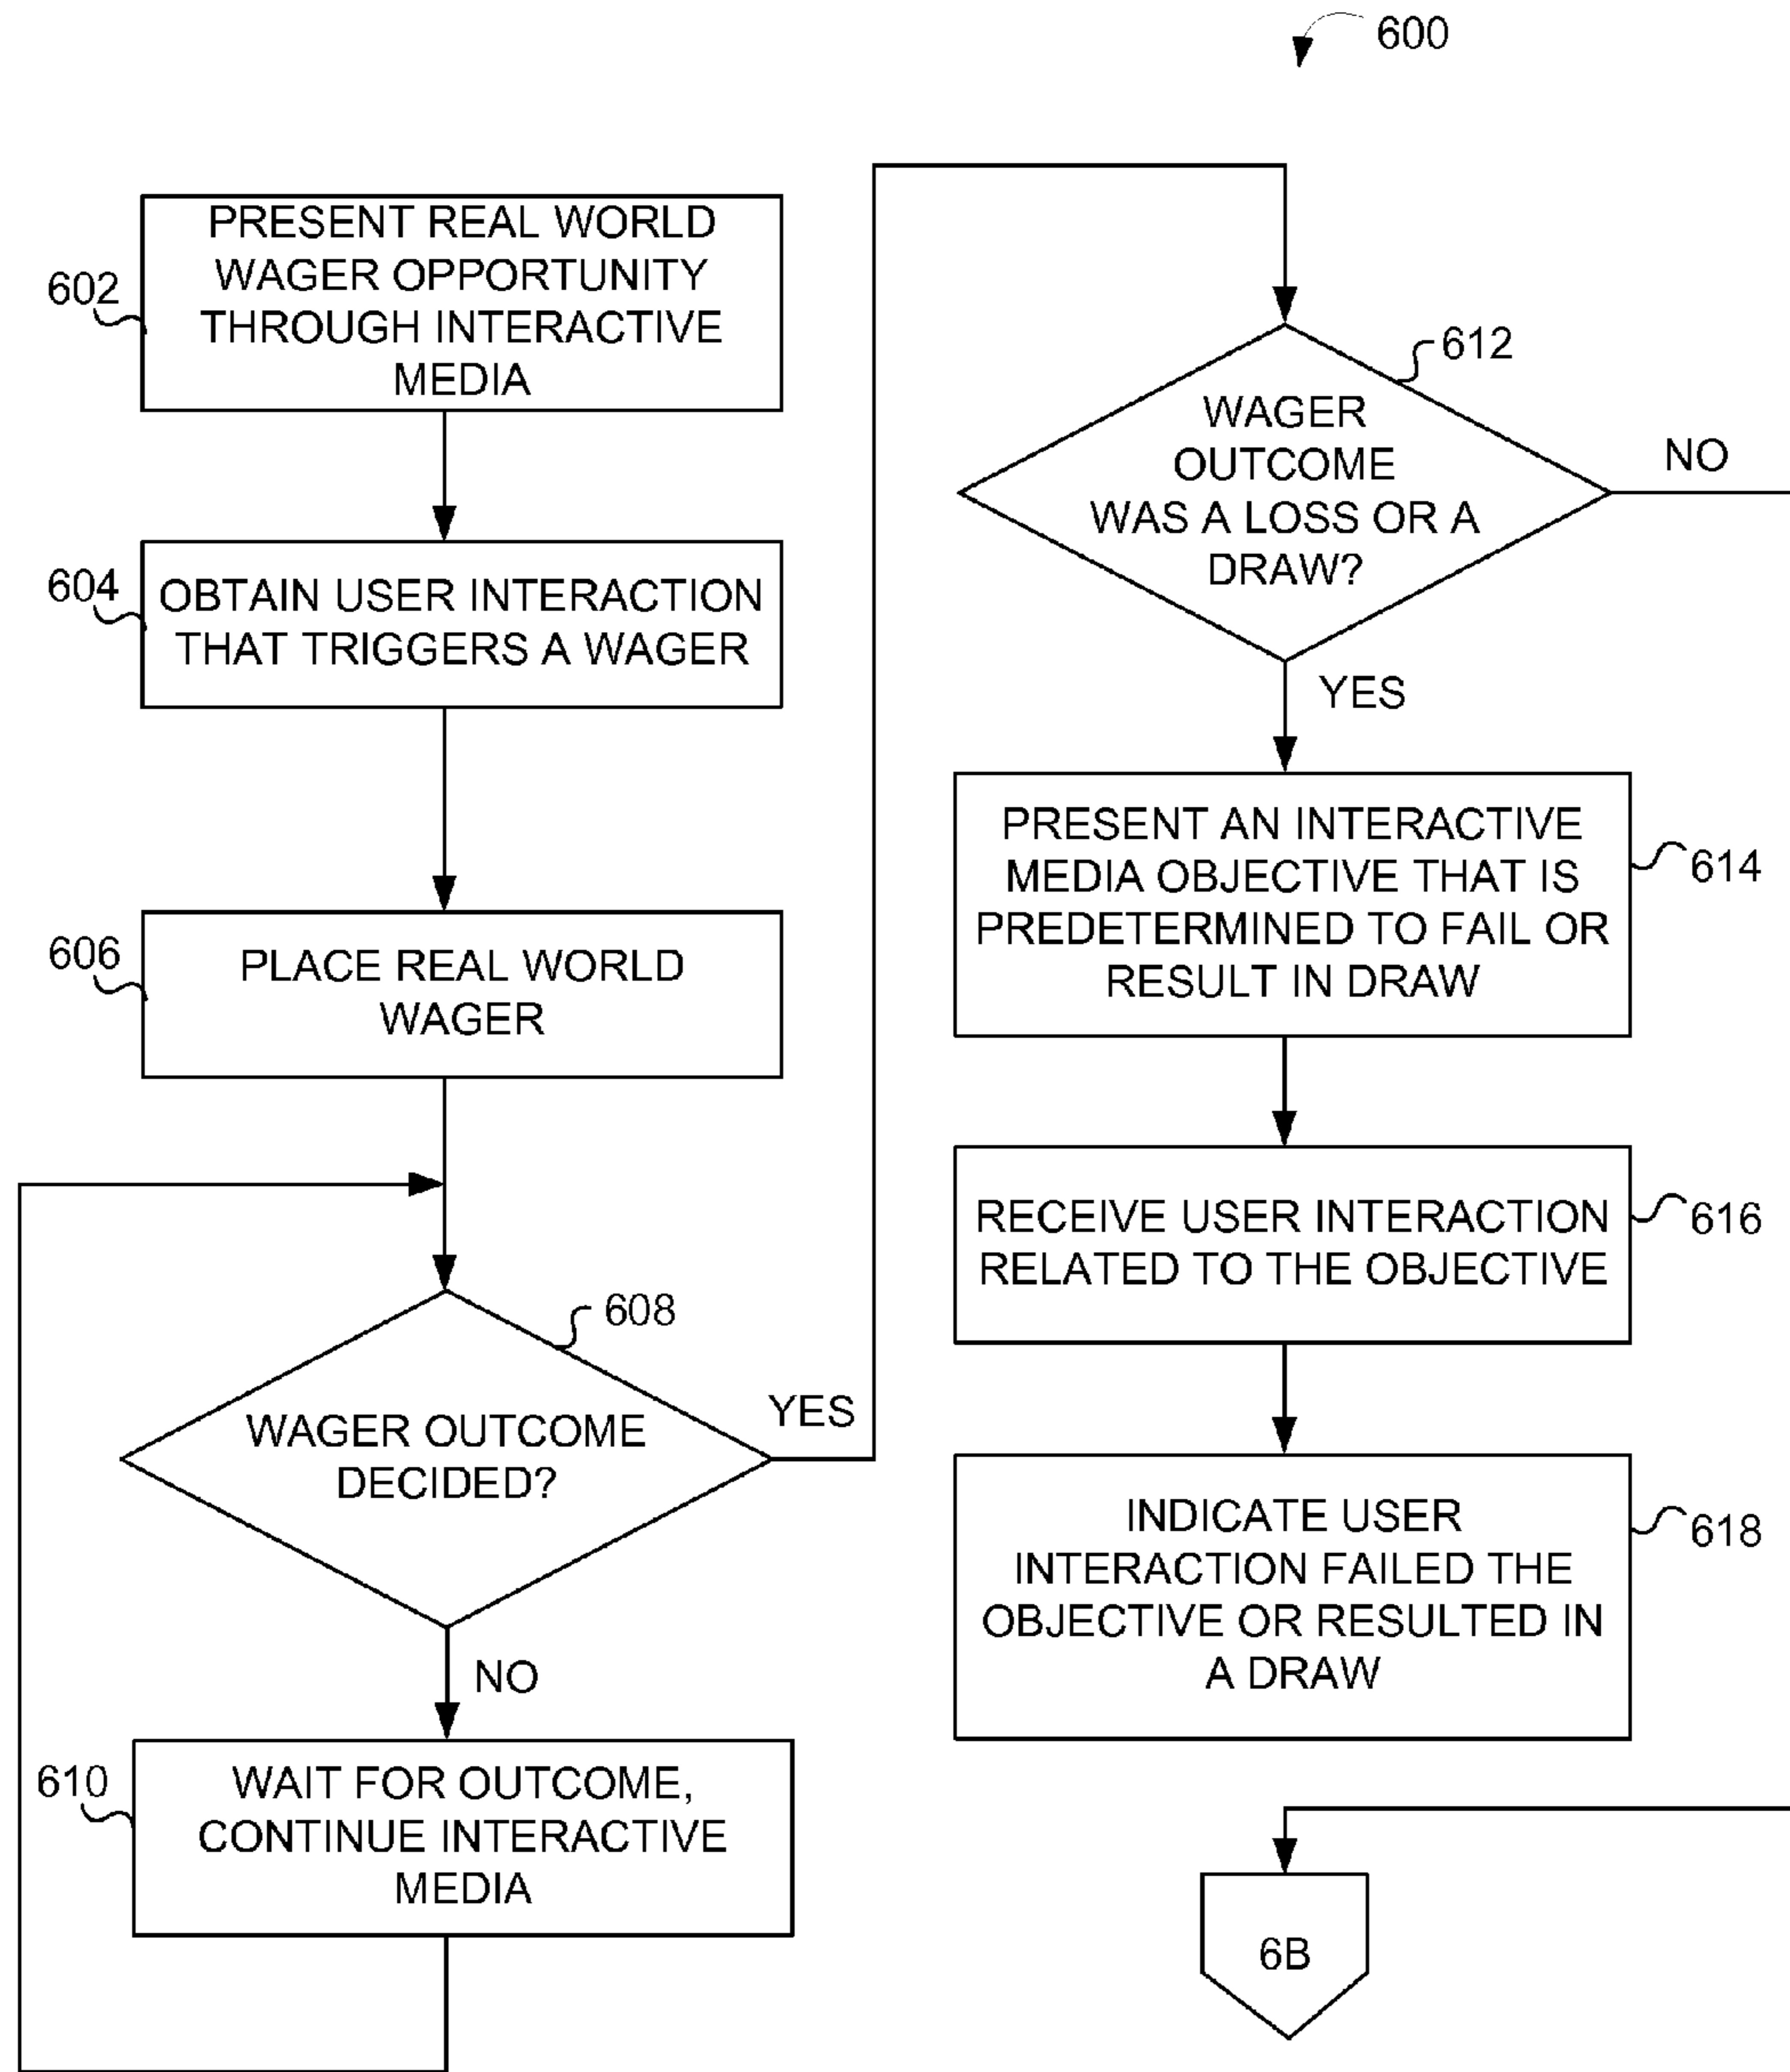 600
602
PRESENT REAL WORLD
WAGER OPPORTUNITY
THROUGH INTERACTIVE
MEDIA
604
OBTAIN USER INTERACTION
THAT TRIGGERS A WAGER
606
PLACE REAL WORLD
WAGER
608
WAGER OUTCOME
DECIDED?
YES
NO
610
WAIT FOR OUTCOME,
CONTINUE INTERACTIVE
MEDIA
612
WAGER
OUTCOME
WAS A LOSS OR A
DRAW?
NO
YES
PRESENT AN INTERACTIVE
MEDIA OBJECTIVE THAT IS
PREDETERMINED TO FAIL OR
RESULT IN DRAW
614
RECEIVE USER INTERACTION
RELATED TO THE OBJECTIVE
616
INDICATE USER
INTERACTION FAILED THE
OBJECTIVE OR RESULTED IN
A DRAW
618
6B